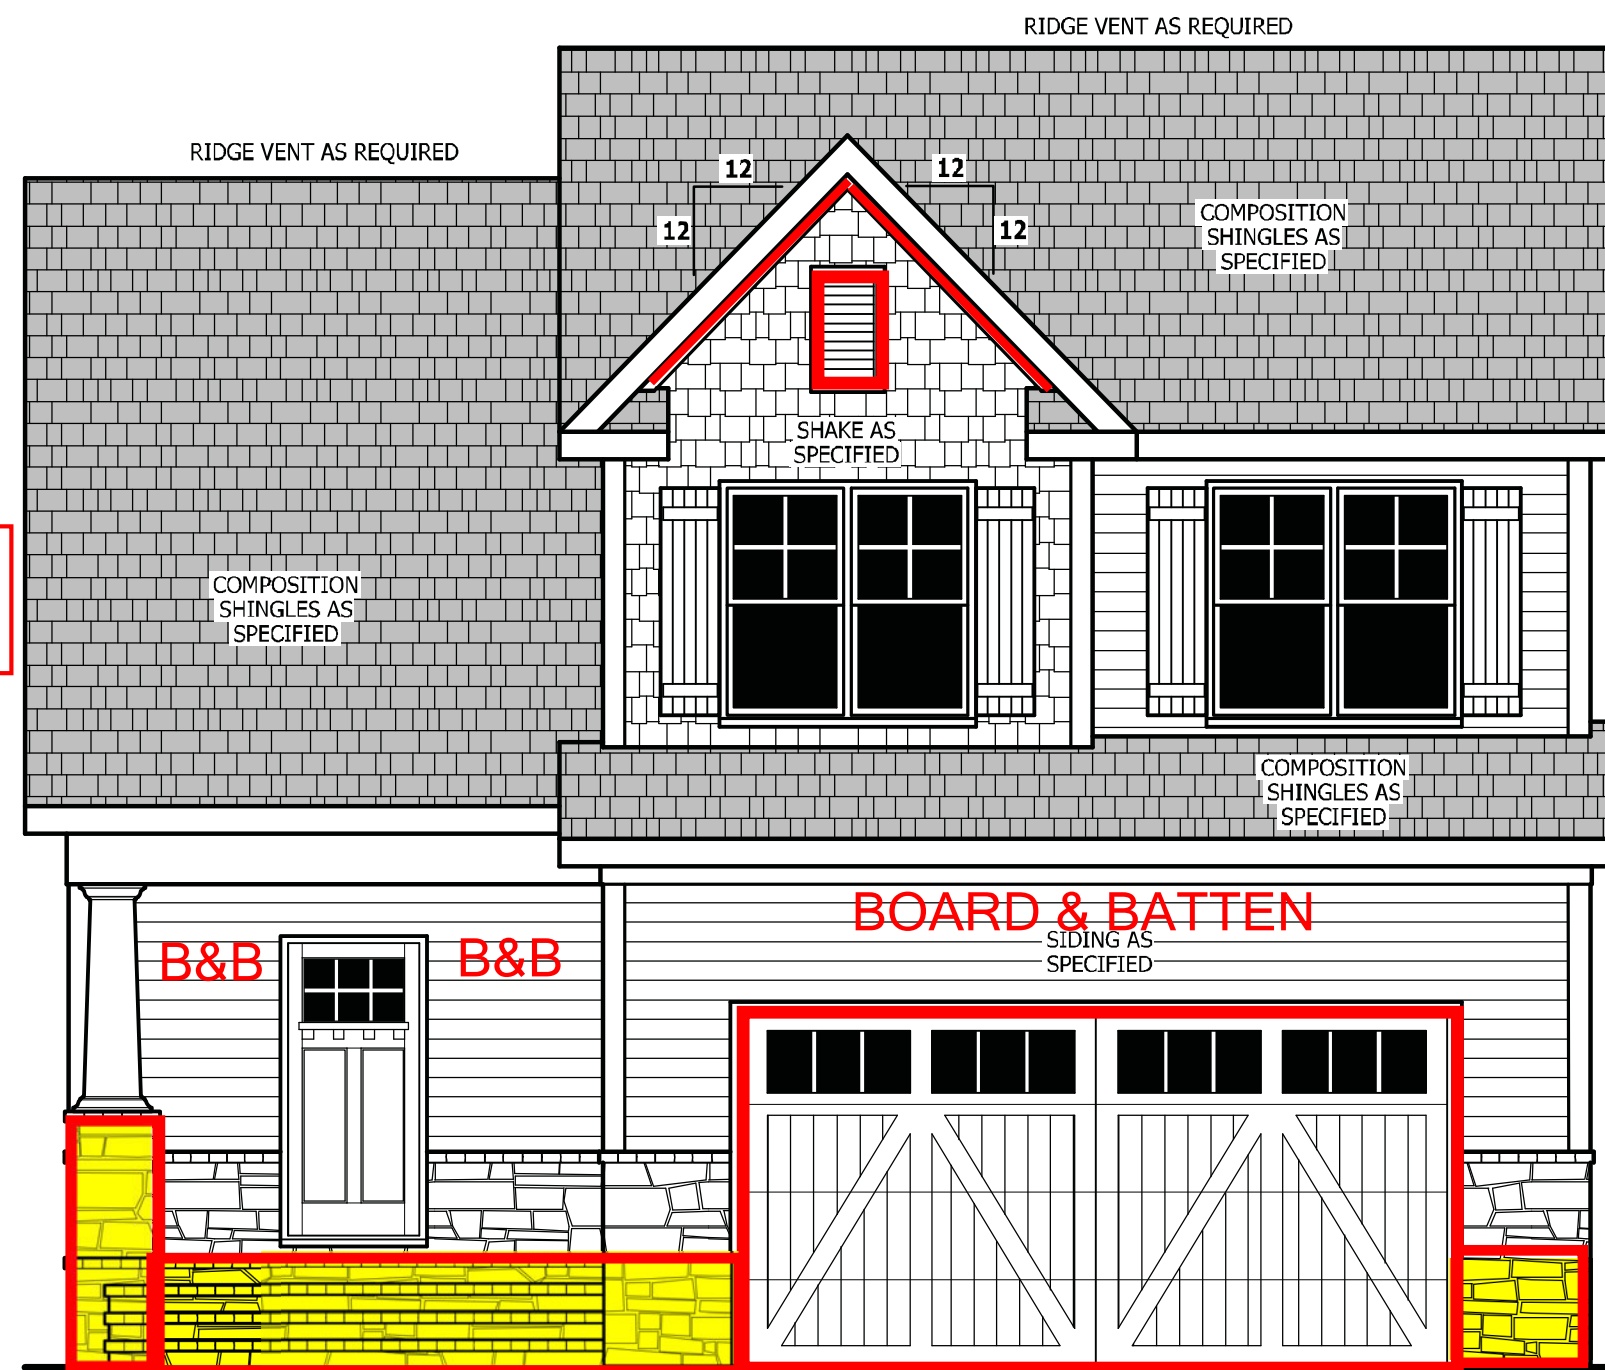 RIDGE VENT AS REQUIRED
RIDGE VENT AS REQUIRED
12
12
12
12
COMPOSITION
SHINGLES AS
SPECIFIED
SHAKE AS
SPECIFIED
COMPOSITION
SHINGLES AS
SPECIFIED
COMPOSITION
SHINGLES AS
SPECIFIED
BOARD & BATTEN
SIDING AS
SPECIFIED
B&B
B&B